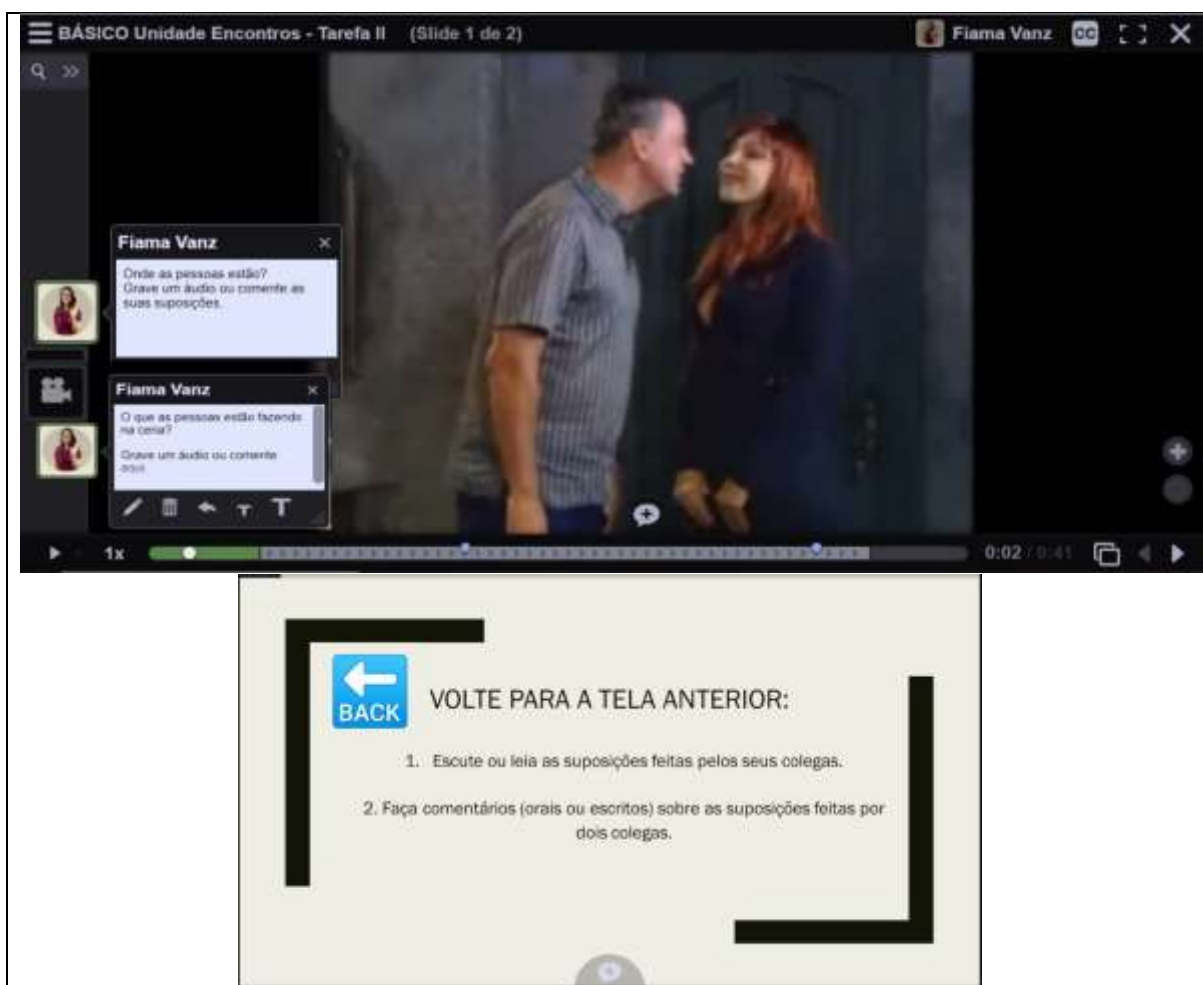 BÁSICO Unidade Encontros - Tarefa II (Slide 1 de 2)
Fiama Vanz
CC
Fiama Vanz
Onde as pessoas estão?
Grave um áudio ou comente as
suas suposições.
Fiama Vanz
O que as pessoas estão fazendo
na cena?
Grave um áudio ou comente
aqui
T T
1x
0:02 / 0:41
BACK
VOLTE PARA A TELA ANTERIOR:
1. Escute ou leia as suposições feitas pelos seus colegas.
2. Faça comentários (orais ou escritos) sobre as suposições feitas por
dois colegas.